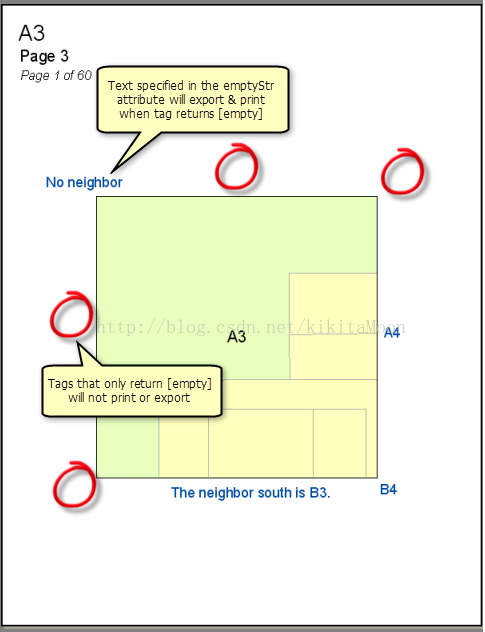 A3
Page 3
Page 1 of 60
Text specified in the emptyStr
attribute will export & print
when tag returns [empty]
No neighbor
http://blog.csdn.net/kikitaMoon
A3
A4
Tags that only return [empty]
will not print or export
The neighbor south is B3.
B4